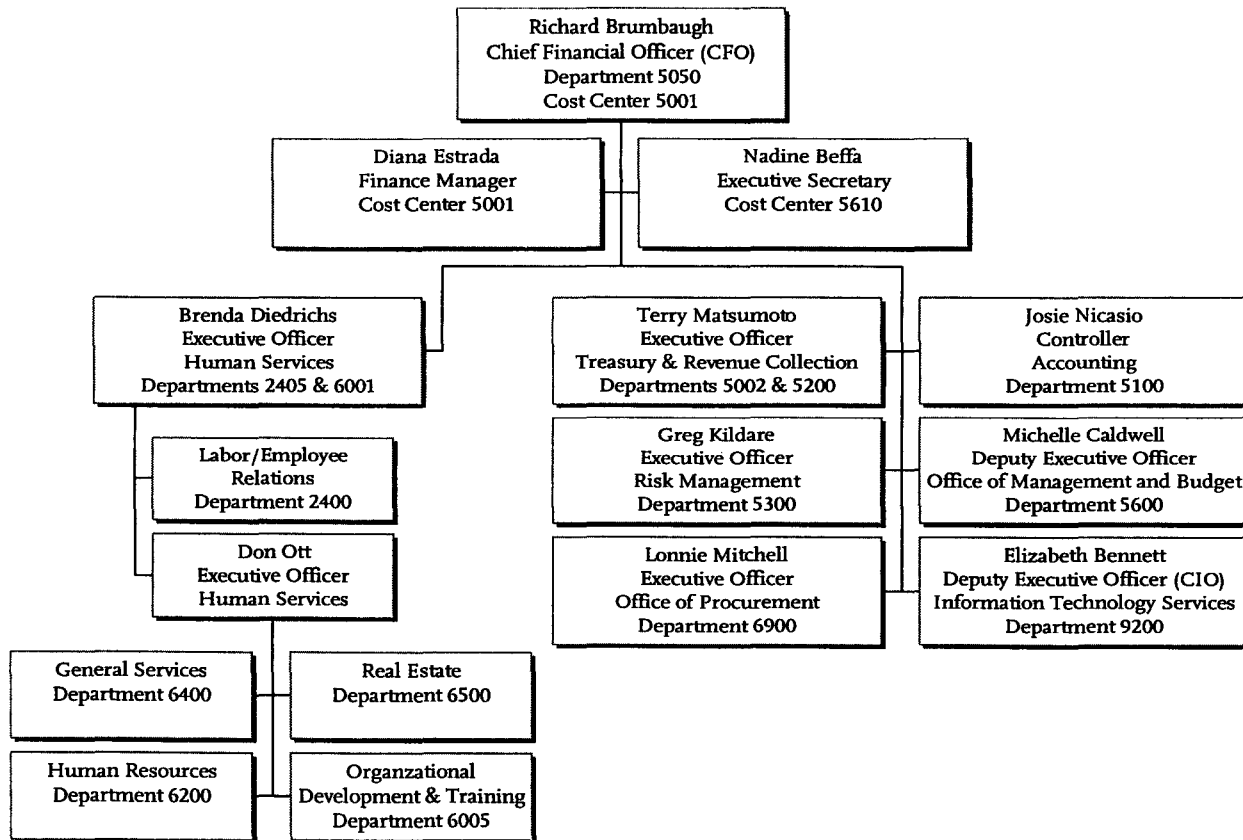 Richard Brumbaugh
Chief Financial Officer (CFO)
Department 5050
Cost Center 5001
Diana Estrada
Finance Manager
Cost Center 5001
Nadine Beffa
Executive Secretary
Cost Center 5610
Brenda Diedrichs
Executive Officer
Human Services
Departments 2405 & 6001
Labor/Employee
Relations
Department 2400
Don Ott
Executive Officer
Human Services
General Services
Department 6400
Real Estate
Department 6500
Human Resources
Department 6200
Organzational
Development & Training
Department 6005
Terry Matsumoto
Executive Officer
Treasury & Revenue Collection
Departments 5002 & 5200
Josie Nicasio
Controller
Accounting
Department 5100
Greg Kildare
Executive Officer
Risk Management
Department 5300
Michelle Caldwell
Deputy Executive Officer
Office of Management and Budget
Department 5600
Lonnie Mitchell
Executive Officer
Office of Procurement
Department 6900
Elizabeth Bennett
Deputy Executive Officer (CIO)
Information Technology Services
Department 9200